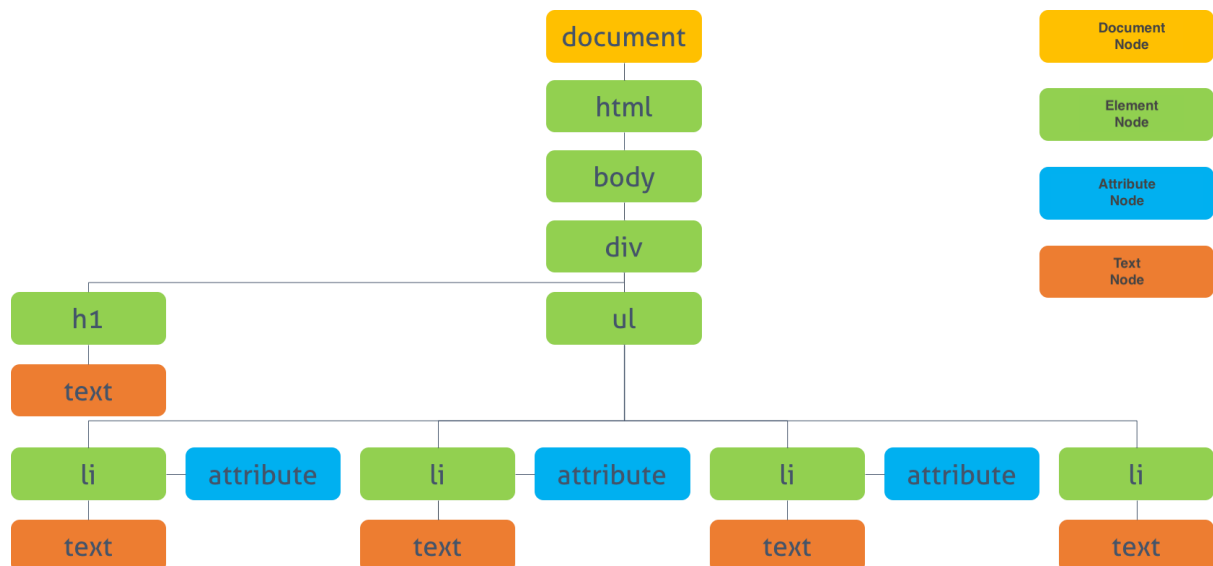 document
html
body
div
h1
ul
text
li
attribute
li
attribute
li
attribute
li
text
text
text
text
Document
Node
Element
Node
Attribute
Node
Text
Node